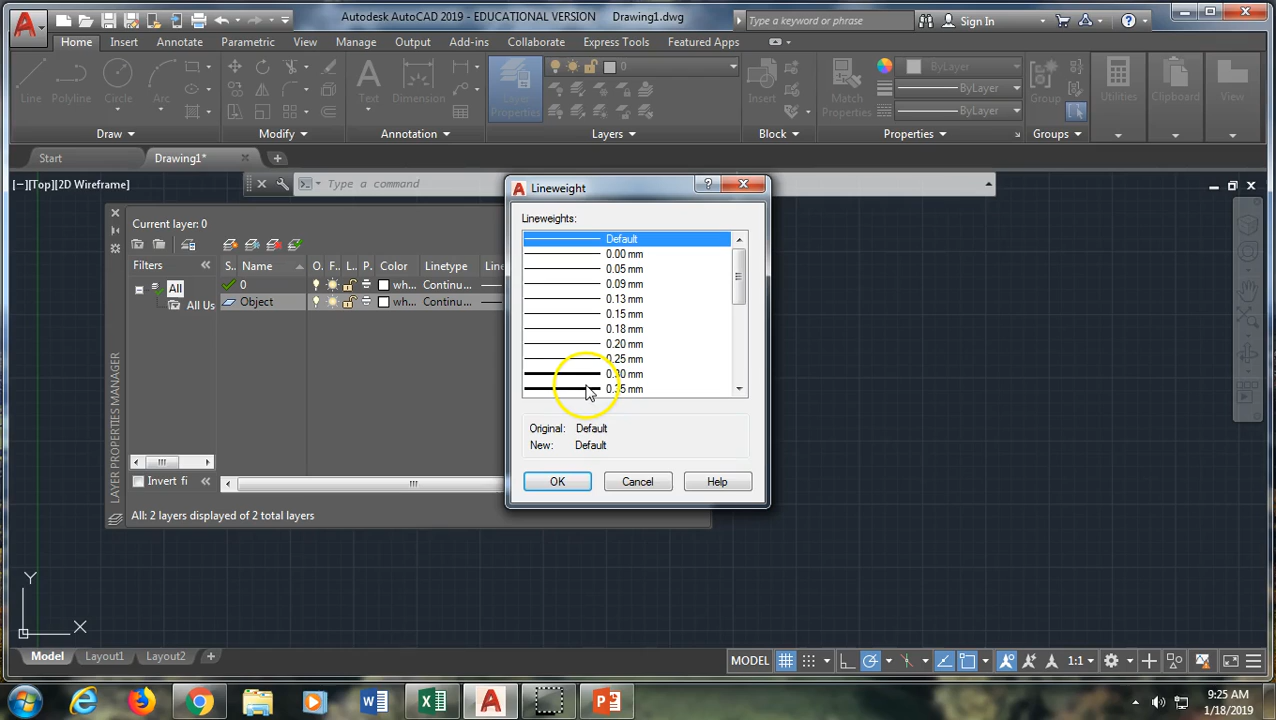 Autodesk AutoCAD 2019 - EDUCATIONAL VERSION Drawing1.dwg
Type a keyword or phrase
Sign In
Home Insert Annotate Parametric View Manage Output Add-ins Collaborate Express Tools Featured Apps
Line Polyline Circle Arc
Text Dimension
Layer Properties
0
Insert
Match Properties
ByLayer
ByLayer
ByLayer
Group Utilities Clipboard View
Draw Modify Annotation Layers Block Properties Groups
Start Drawing1*
[−][Top][2D Wireframe]
Type a command
Current layer: 0
Filters
S.. Name O. F.. L.. P.. Color Linetype Line
All
0 wh... Continu...
All Us
Object wh... Continu...
Invert fi
All: 2 layers displayed of 2 total layers
LAYER PROPERTIES MANAGER
Lineweight
Lineweights:
Default
0.00 mm
0.05 mm
0.09 mm
0.13 mm
0.15 mm
0.18 mm
0.20 mm
0.25 mm
0.30 mm
0.35 mm
Original: Default
New: Default
OK Cancel Help
Y
X
Model Layout1 Layout2
MODEL 1:1
9:25 AM
1/18/2019